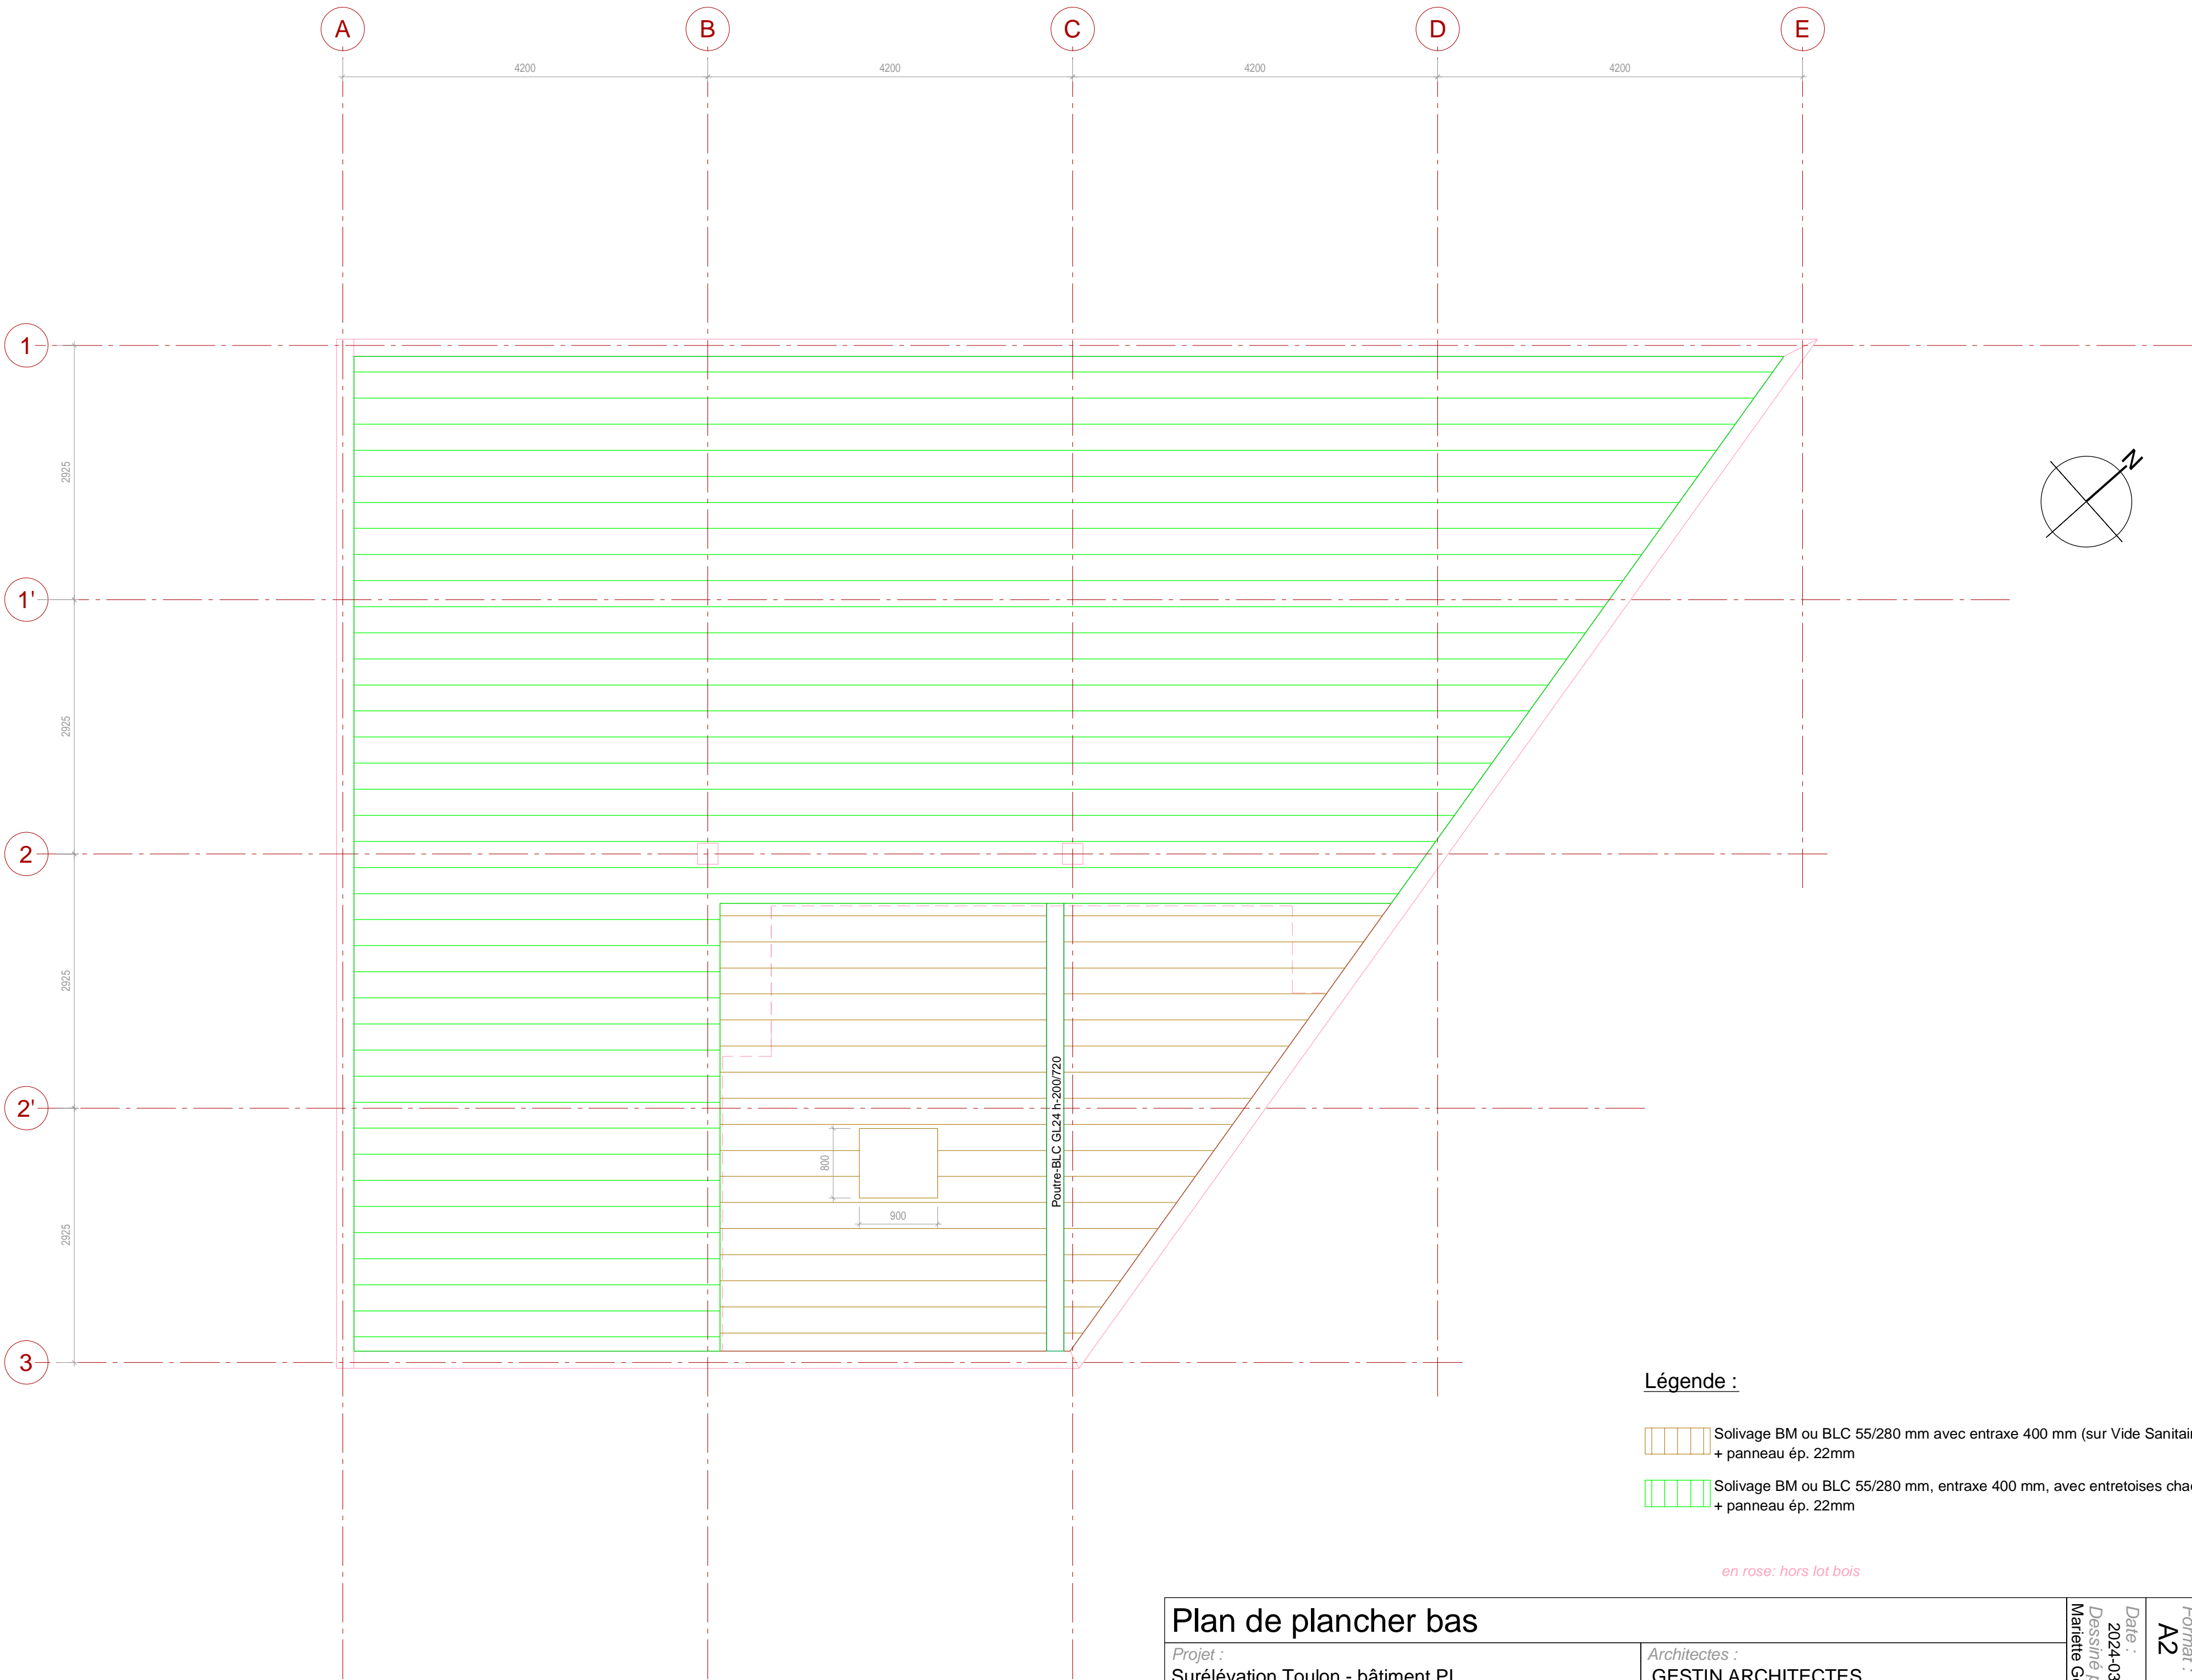 A B C D E
4200 4200 4200 4200
1
2925
N
1'
2925
2
2925
Poutre-BLC GL24 h-200/720
2'
800
900
2925
3
Légende :
Solivage BM ou BLC 55/280 mm avec entraxe 400 mm (sur Vide
+ panneau ép. 22mm
Solivage BM ou BLC 55/280 mm, entraxe 400 mm, avec entretoises
+ panneau ép. 22mm
en rose: hors lot bois
Plan de plancher bas
Projet :
Surélévation Toulon - bâtiment PI
Architectes :
GESTIN ARCHITECTES
Mariette
Dessiné
2024-03
Date :
A2
Format :